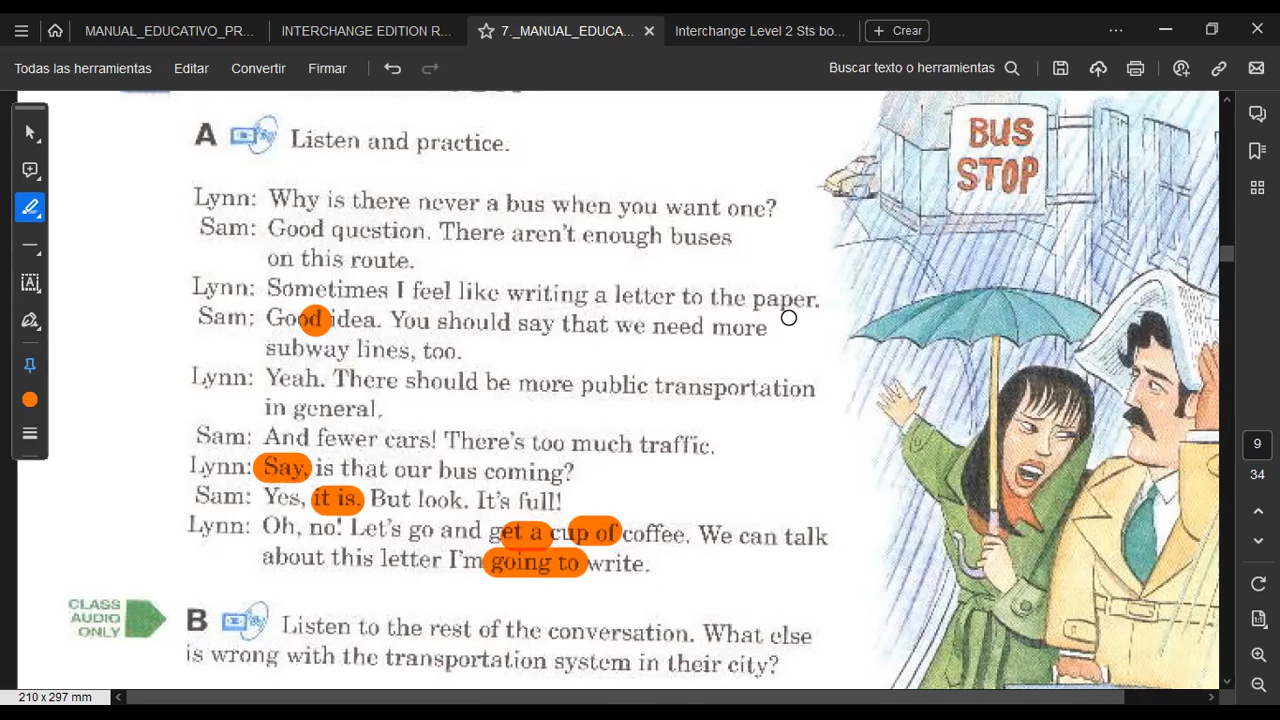 MANUAL_EDUCATIVO_PR...
INTERCHANGE EDITION R...
7._MANUAL_EDUCA...
Interchange Level 2 Sts bo...
Crear
Todas las herramientas
Editar
Convertir
Firmar
Buscar texto o herramientas
A Listen and practice.
BUS
STOP
Lynn: Why is there never a bus when you want one?
Sam: Good question. There aren't enough buses
on this route.
Lynn: Sometimes I feel like writing a letter to the paper.
Sam: Good idea. You should say that we need more
subway lines, too.
Lynn: Yeah. There should be more public transportation
in general.
Sam: And fewer cars! There's too much traffic.
Lynn: Say, is that our bus coming?
Sam: Yes, it is. But look. It's full!
Lynn: Oh, no! Let's go and get a cup of coffee. We can talk
about this letter I'm going to write.
CLASS
AUDIO
ONLY
B Listen to the rest of the conversation. What else
is wrong with the transportation system in their city?
9
34
210 x 297 mm